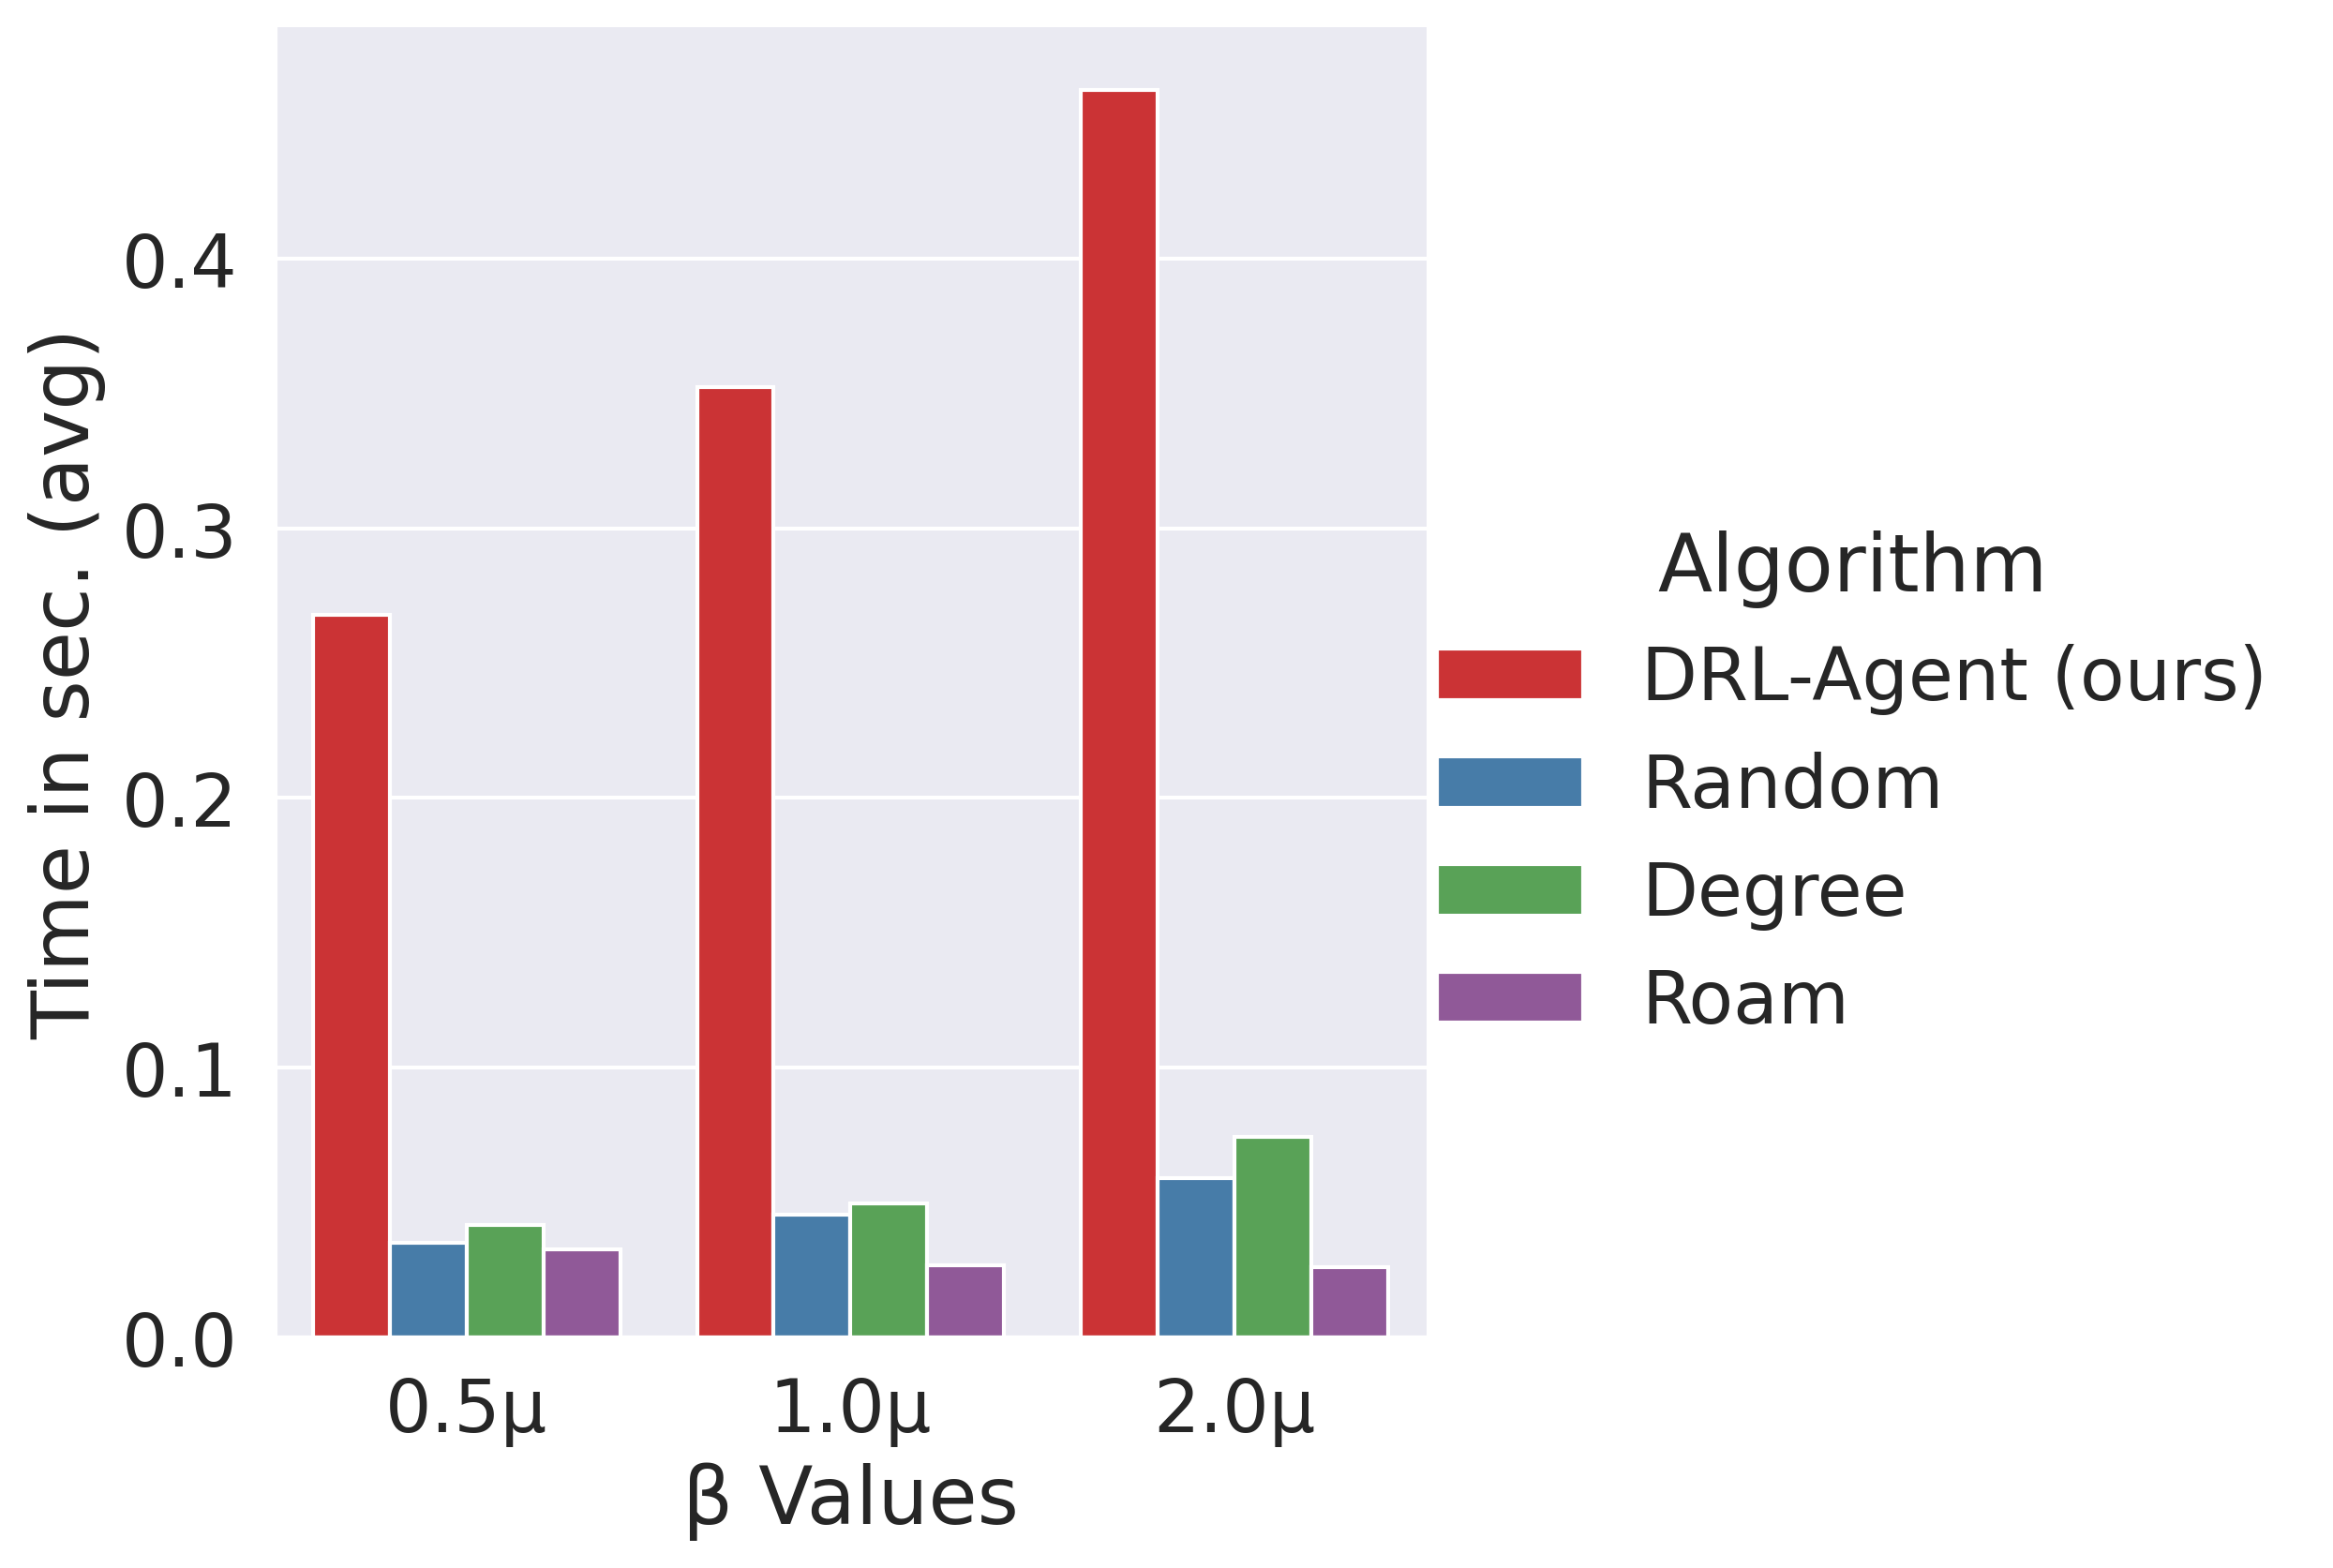 Time in sec. (avg)
0.4
0.3
0.2
0.1
0.0
0.5μ 1.0μ 2.0μ
β Values
Algorithm
DRL-Agent (ours)
Random
Degree
Roam